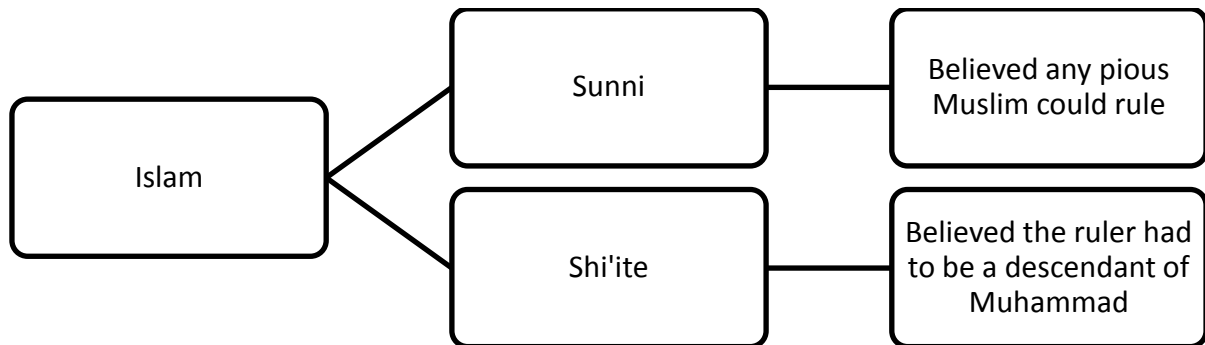 Islam
Sunni
Believed any pious
Muslim could rule
Shi'ite
Believed the ruler had
to be a descendant of
Muhammad